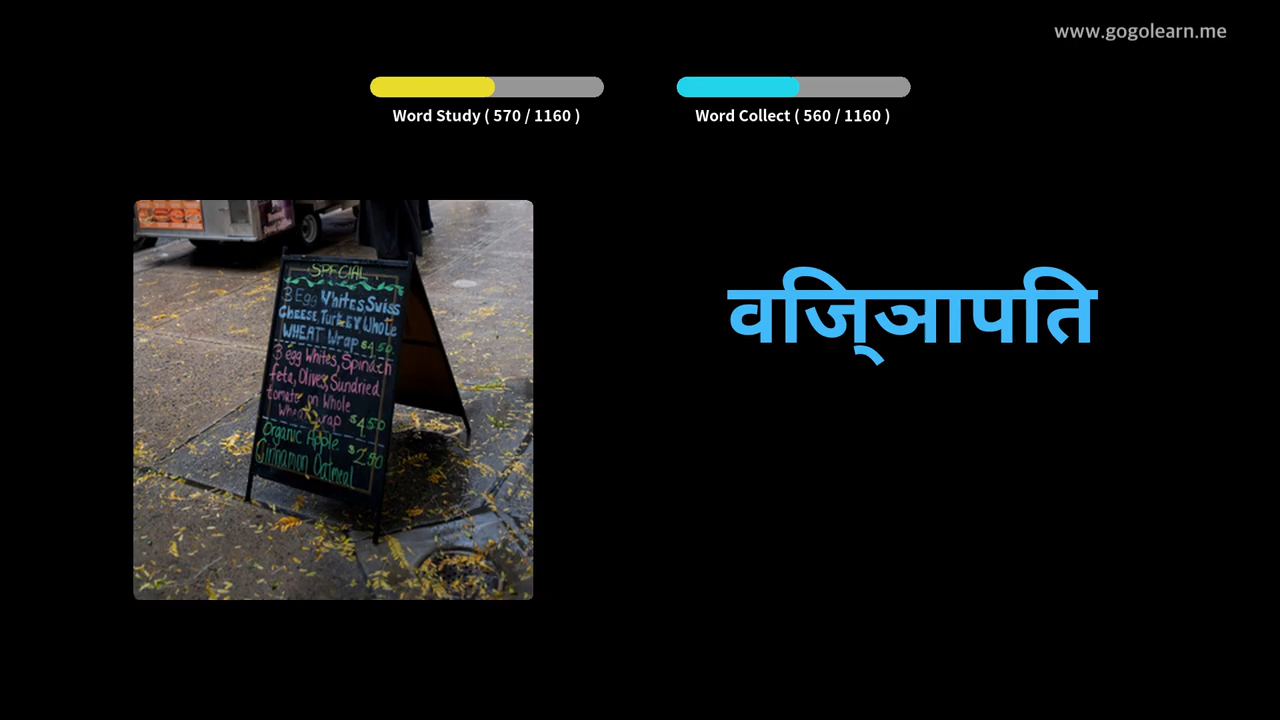 www.gogolearn.me
Word Study ( 570 / 1160 )
Word Collect ( 560 / 1160 )
SPECIAL
3 Egg Whites, Swiss
Cheese, Turkey Whole
WHEAT Wrap $4.50
3 egg Whites, Spinach
feta, Olives, Sundried
tomato on Whole
Wheat Wrap $4.50
Organic Apple $2.50
Cinnamon Oatmeal
वजि्ञापति